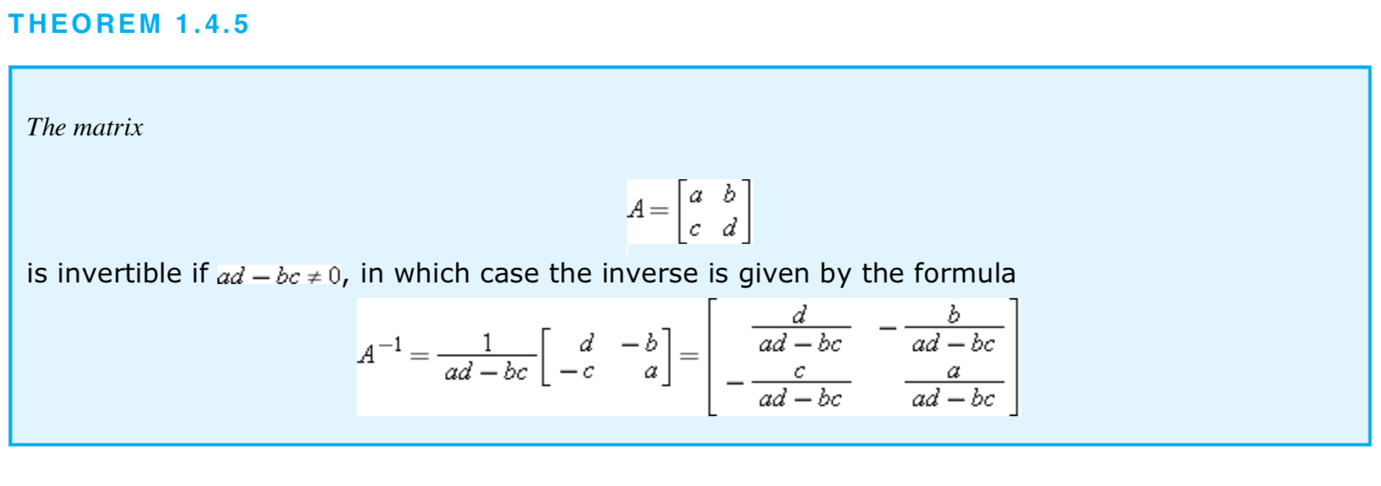 THEOREM 1.4.5
The matrix
A = [ a b
c d ]
is invertible if ad − bc ≠ 0, in which case the inverse is given by the formula
A⁻¹ = 1/(ad − bc) [ d −b
−c a ] = [ d/(ad − bc) −b/(ad − bc)
−c/(ad − bc) a/(ad − bc) ]